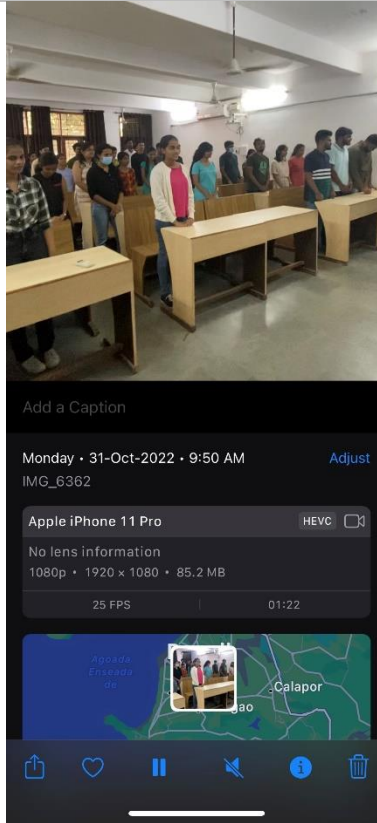 Add a Caption
Monday • 31-Oct-2022 • 9:50 AM
Adjust
IMG_6362
Apple iPhone 11 Pro
HEVC
No lens information
1080p • 1920 × 1080 • 85.2 MB
25 FPS
01:22
Agoada
Enseada
de
Calapor